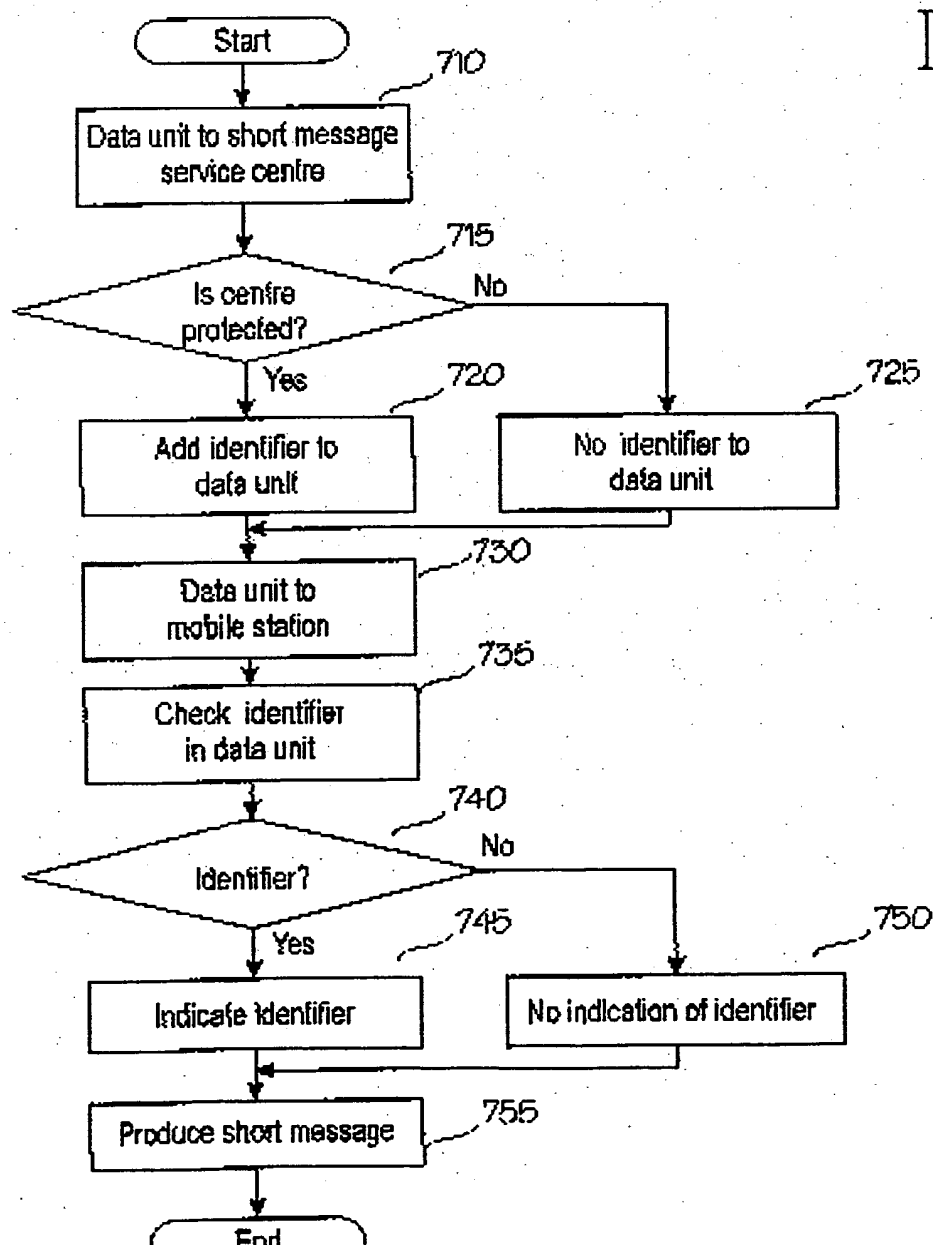 Start
710
Data unit to short message
service centre
715
Is centre
protected?
No
Yes
720
725
Add identifier to
data unit
No identifier to
data unit
730
Data unit to
mobile station
735
Check identifier
in data unit
740
Identifier?
No
Yes
745
750
Indicate identifier
No indication of identifier
755
Produce short message
End